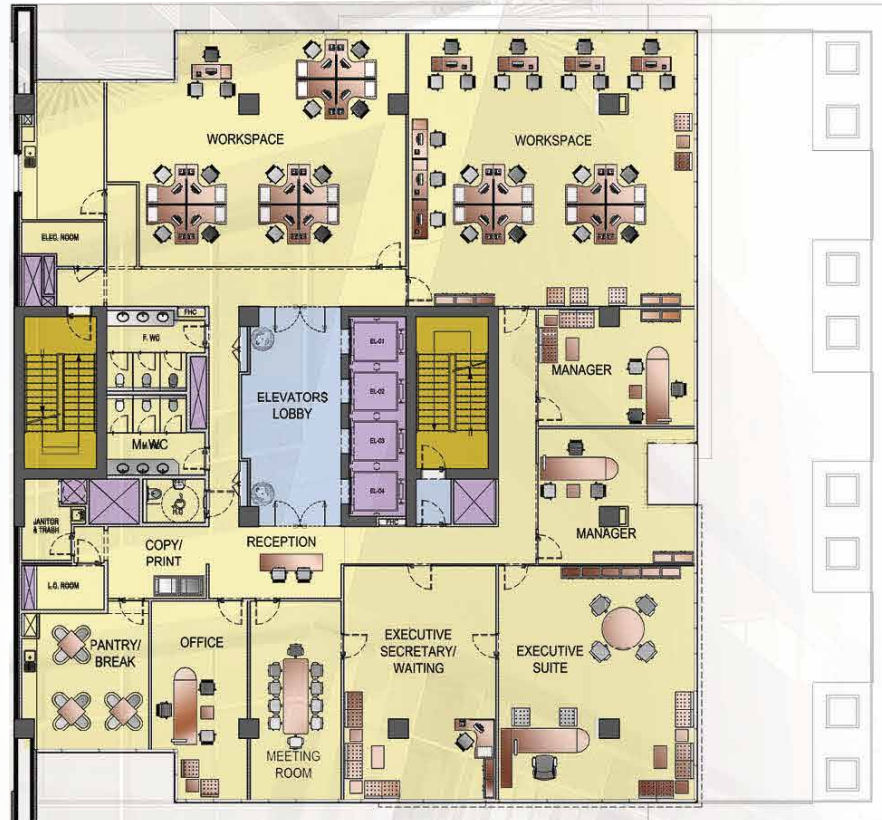 WORKSPACE
WORKSPACE
ELEC. ROOM
FHC
F. WC
EL-01
MANAGER
EL-02
ELEVATORS
LOBBY
EL-03
M. WC
EL-04
JANITOR
& TRASH
FHC
MANAGER
COPY/
PRINT
RECEPTION
PANTRY/
BREAK
OFFICE
EXECUTIVE
SECRETARY/
WAITING
EXECUTIVE
SUITE
MEETING
ROOM